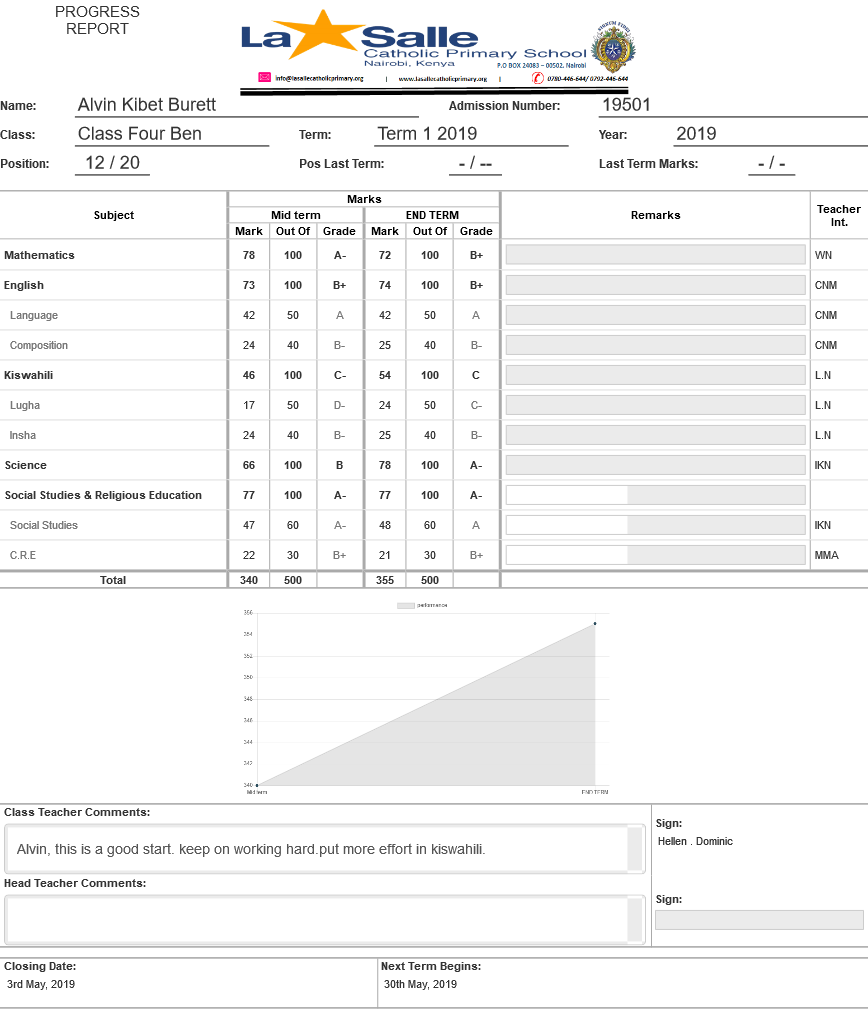 PROGRESS
REPORT
La Salle
Catholic Primary School
Nairobi, Kenya
P.O BOX 24083 – 00502, Nairobi
info@lasallecatholicprimary.org | www.lasallecatholicprimary.org | 0780-446-644/ 0792-446-644
Name: Alvin Kibet Burett Admission Number: 19501
Class: Class Four Ben Term: Term 1 2019 Year: 2019
Position: 12 / 20 Pos Last Term: - / -- Last Term Marks: - / -
Subject Marks Remarks Teacher Int.
Mid term END TERM
Mark Out Of Grade Mark Out Of Grade
Mathematics 78 100 A- 72 100 B+ WN
English 73 100 B+ 74 100 B+ CNM
Language 42 50 A 42 50 A CNM
Composition 24 40 B- 25 40 B- CNM
Kiswahili 46 100 C- 54 100 C L.N
Lugha 17 50 D- 24 50 C- L.N
Insha 24 40 B- 25 40 B- L.N
Science 66 100 B 78 100 A- IKN
Social Studies & Religious Education 77 100 A- 77 100 A-
Social Studies 47 60 A- 48 60 A IKN
C.R.E 22 30 B+ 21 30 B+ MMA
Total 340 500 355 500
performance
356
354
352
350
348
346
344
342
340
Mid term END TERM
Class Teacher Comments:
Sign:
Alvin, this is a good start. keep on working hard.put more effort in kiswahili.
Hellen . Dominic
Head Teacher Comments:
Sign:
Closing Date: Next Term Begins:
3rd May, 2019 30th May, 2019